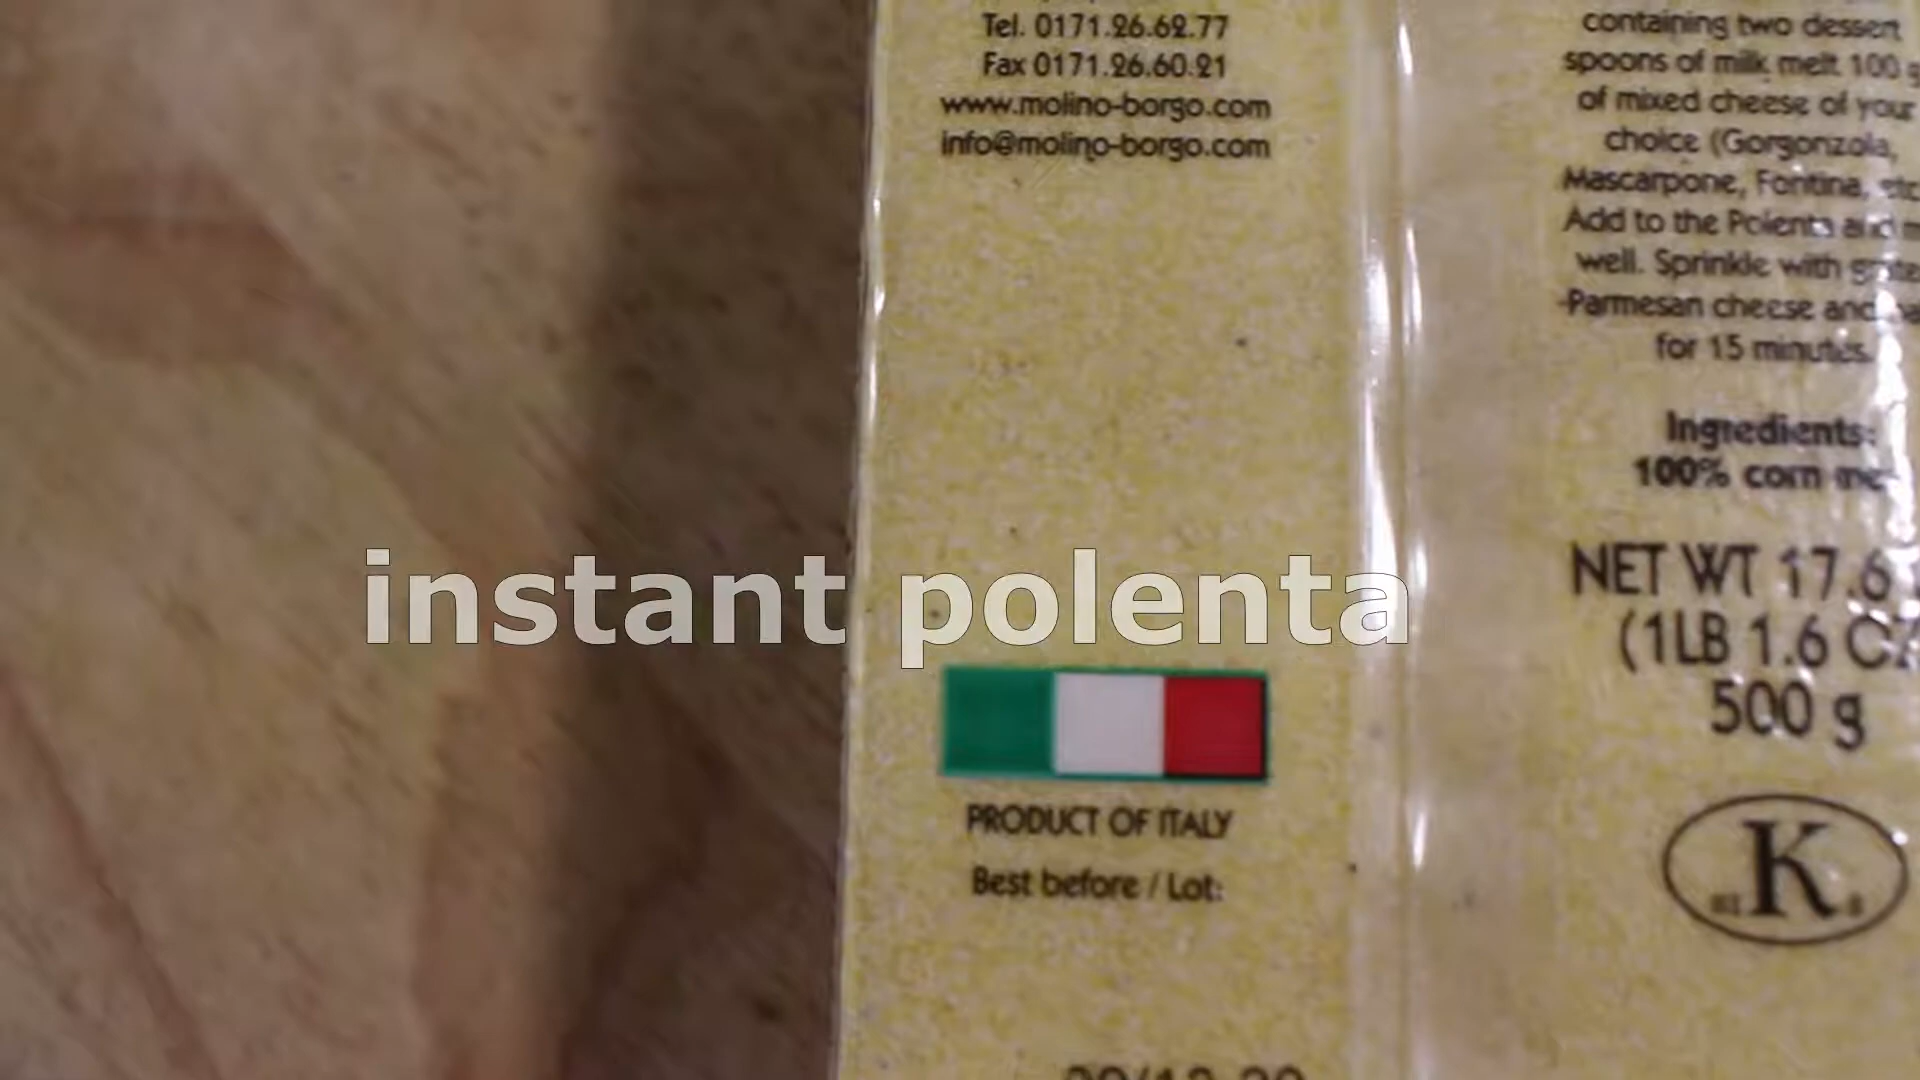 Tel. 0171.26.62.77
Fax 0171.26.60.21
www.molino-borgo.com
info@molino-borgo.com
instant polenta
PRODUCT OF ITALY
Best before / Lot:
containing two dessert
spoons of milk melt 100 g
of mixed cheese of your
choice (Gorgonzola,
Mascarpone, Fontina, etc
Add to the Polenta and
well. Sprinkle with
Parmesan cheese and
for 15 minutes.
Ingredients:
100% corn
NET WT 17.6
(1LB 1.6 OZ
500 g
K